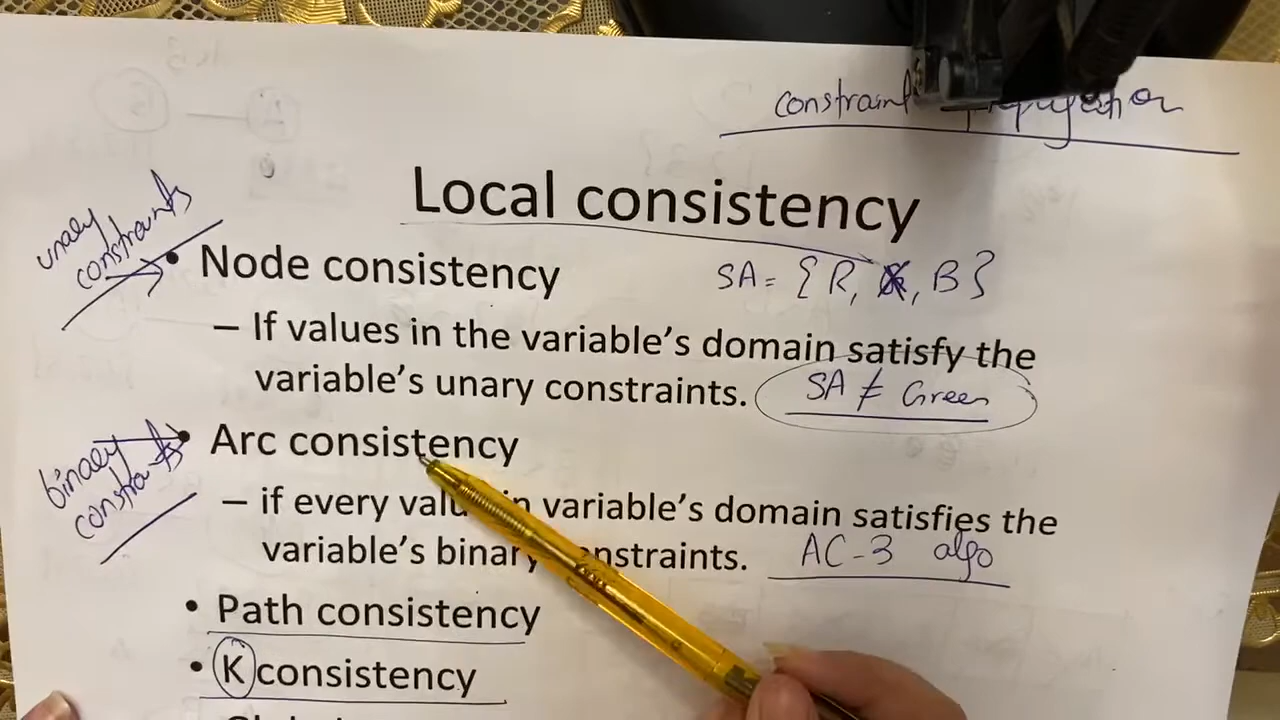 constraint propagation
Local consistency
unary
constraints
• Node consistency
SA = { R, G, B }
– If values in the variable's domain satisfy the
variable's unary constraints.
SA ≠ Green
binary
constraints
• Arc consistency
– if every value in variable's domain satisfies the
variable's binary constraints.
AC-3 algo
• Path consistency
• K consistency